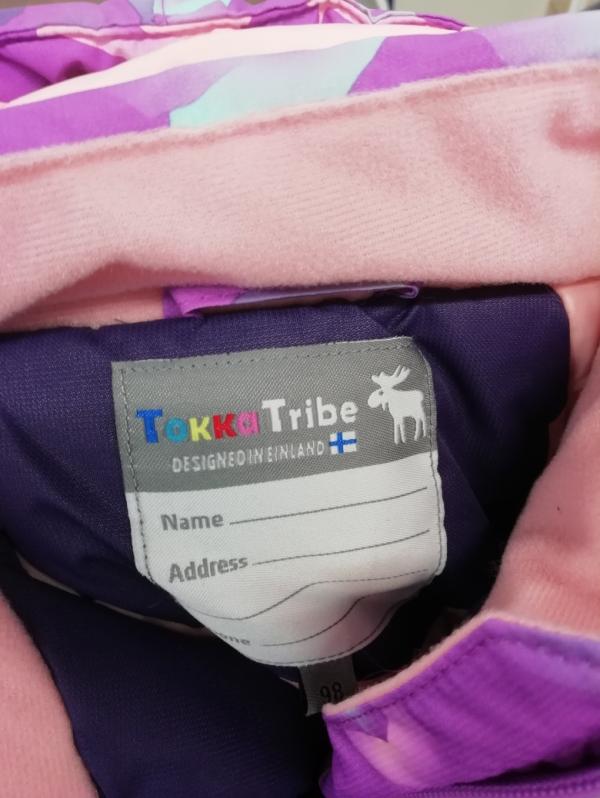 TokkaTribe
DESIGNED IN FINLAND
Name
Address
98